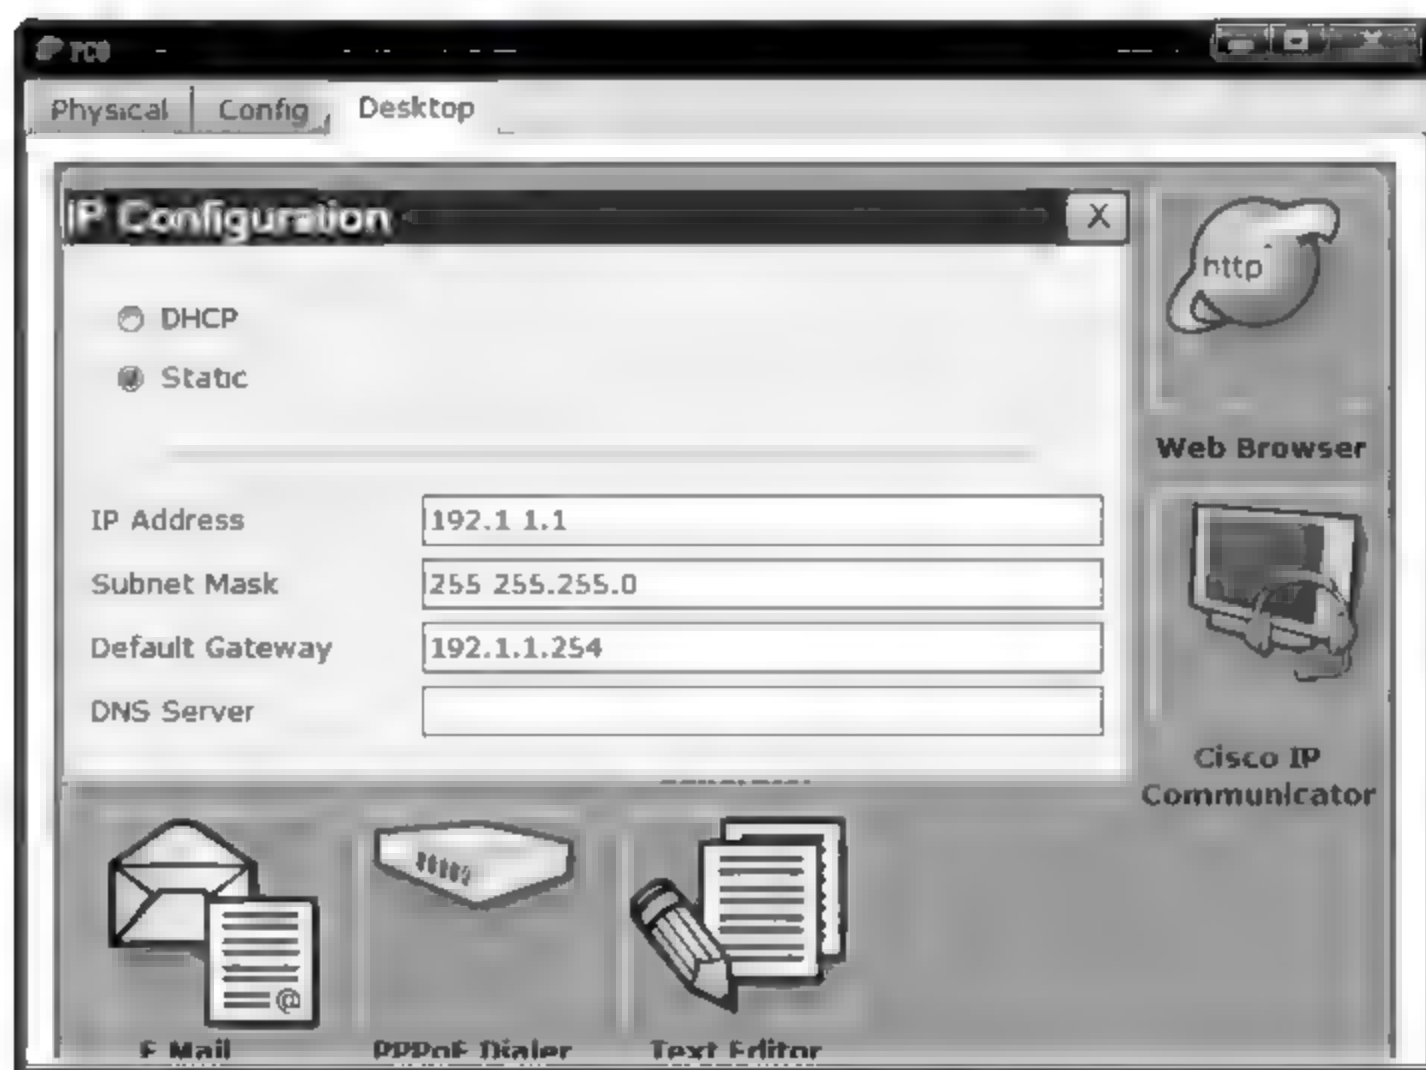 PC0
Physical Config Desktop
IP Configuration X
http
DHCP
Static
Web Browser
IP Address 192.1 1.1
Subnet Mask 255 255.255.0
Default Gateway 192.1.1.254
DNS Server
Cisco IP
Communicator
E Mail PPPoE Dialer Text Editor